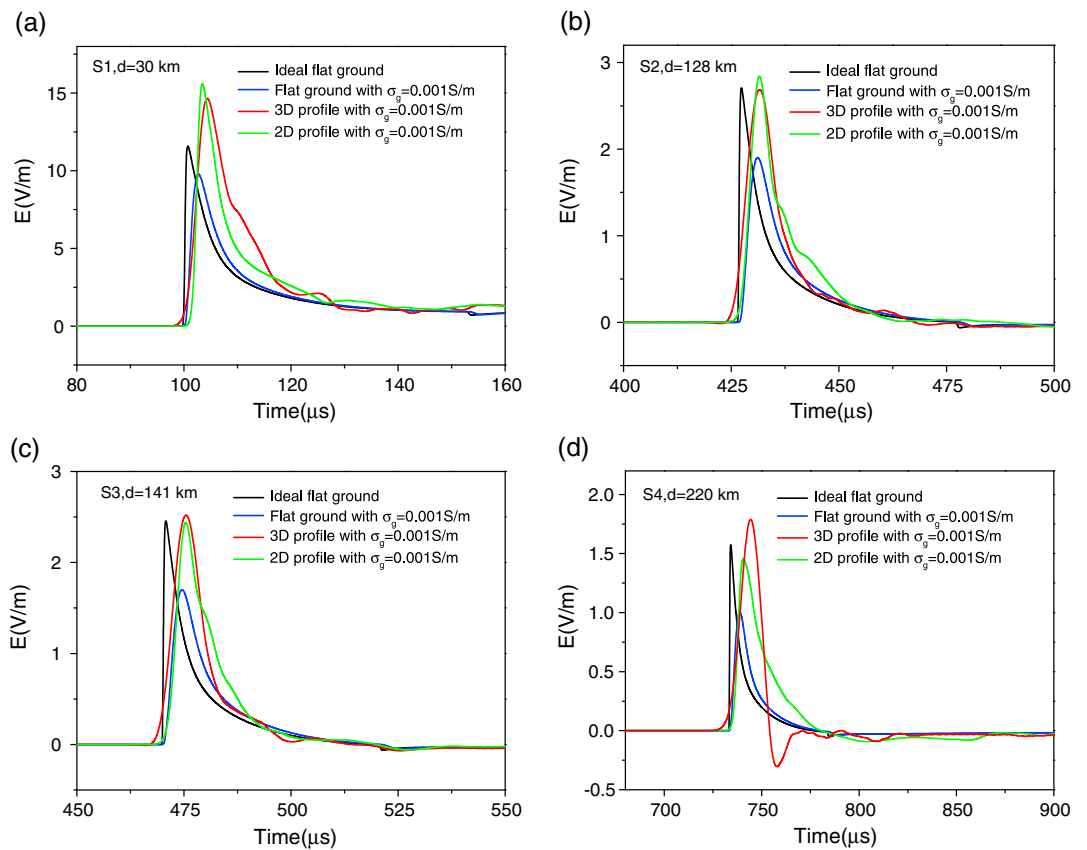 (a)
S1,d=30 km
Ideal flat ground
Flat ground with σg=0.001S/m
3D profile with σg=0.001S/m
2D profile with σg=0.001S/m
E(V/m)
15
10
5
0
80 100 120 140 160
Time(μs)
(b)
S2,d=128 km
Ideal flat ground
Flat ground with σg=0.001S/m
3D profile with σg=0.001S/m
2D profile with σg=0.001S/m
E(V/m)
3
2
1
0
400 425 450 475 500
Time(μs)
(c)
S3,d=141 km
Ideal flat ground
Flat ground with σg=0.001S/m
3D profile with σg=0.001S/m
2D profile with σg=0.001S/m
E(V/m)
3
2
1
0
450 475 500 525 550
Time(μs)
(d)
S4,d=220 km
Ideal flat ground
Flat ground with σg=0.001S/m
3D profile with σg=0.001S/m
2D profile with σg=0.001S/m
E(V/m)
2.0
1.5
1.0
0.5
0.0
-0.5
700 750 800 850 900
Time(μs)